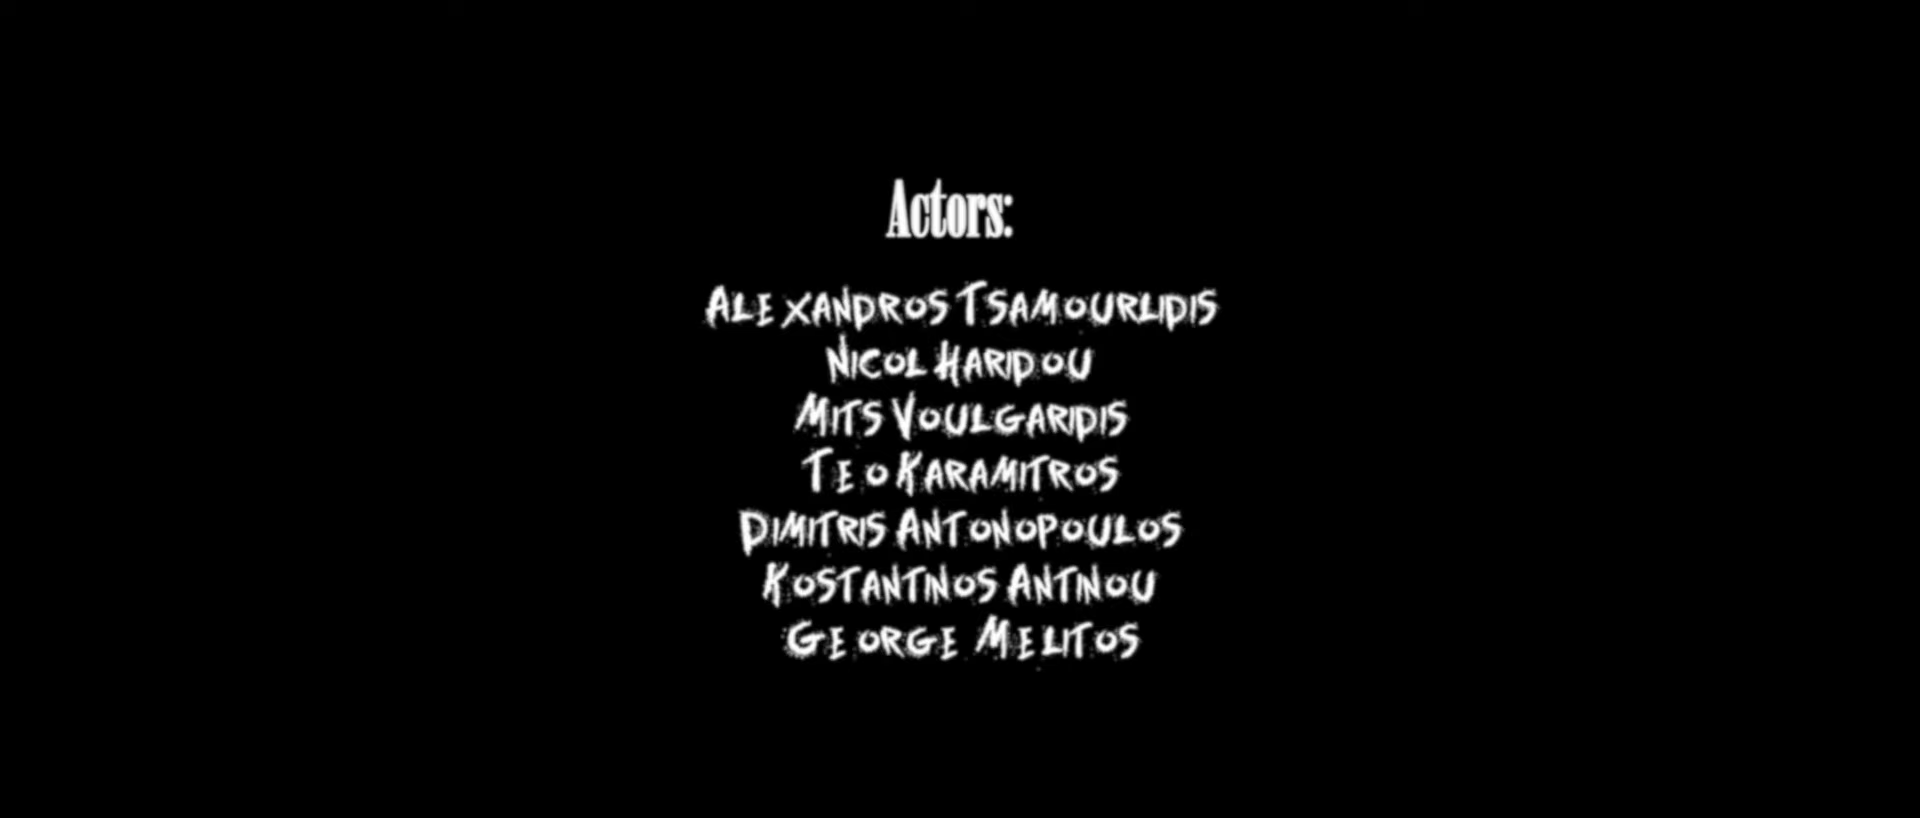 Actors:
Alexandros Tsamourlidis
Nicol Haridou
Mits Voulgaridis
Teo Karamitros
Dimitris Antonopoulos
Kostantinos Antinou
George Melitos